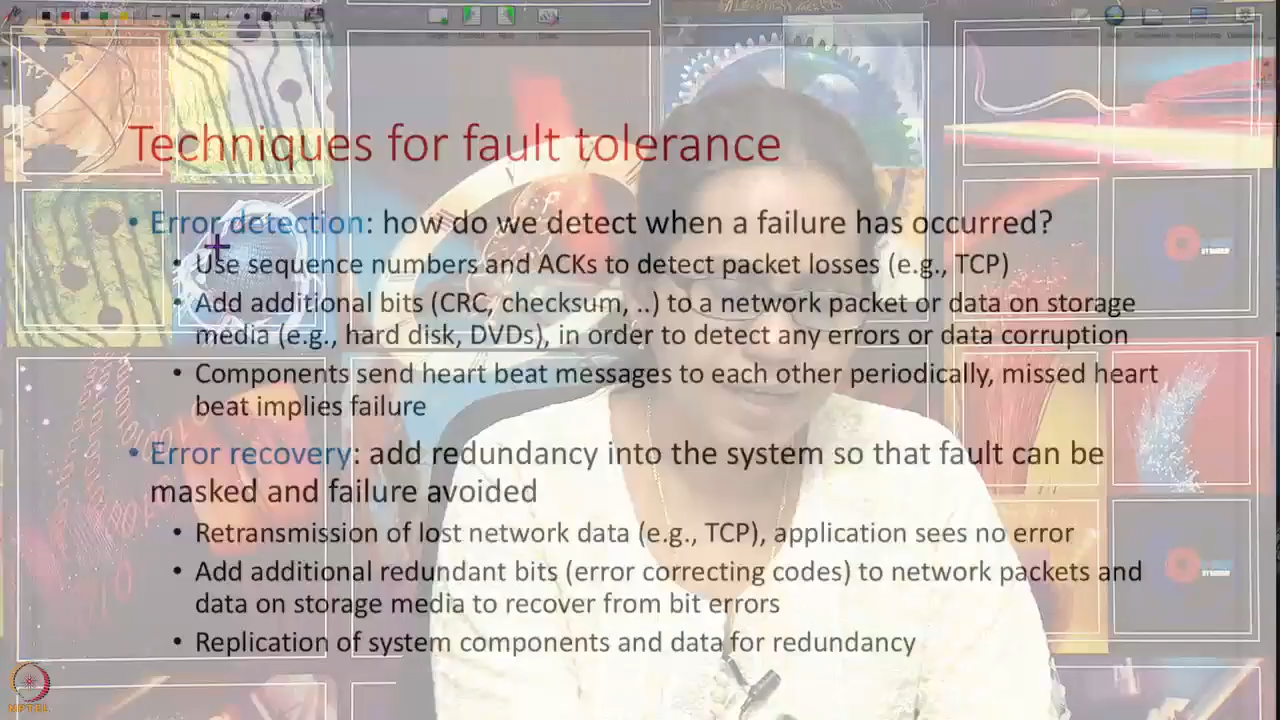 Techniques for fault tolerance
• Error detection: how do we detect when a failure has occurred?
• Use sequence numbers and ACKs to detect packet losses (e.g., TCP)
• Add additional bits (CRC, checksum, ..) to a network packet or data on storage
media (e.g., hard disk, DVDs), in order to detect any errors or data corruption
• Components send heart beat messages to each other periodically, missed heart
beat implies failure
• Error recovery: add redundancy into the system so that fault can be
masked and failure avoided
• Retransmission of lost network data (e.g., TCP), application sees no error
• Add additional redundant bits (error correcting codes) to network packets and
data on storage media to recover from bit errors
• Replication of system components and data for redundancy
NPTEL